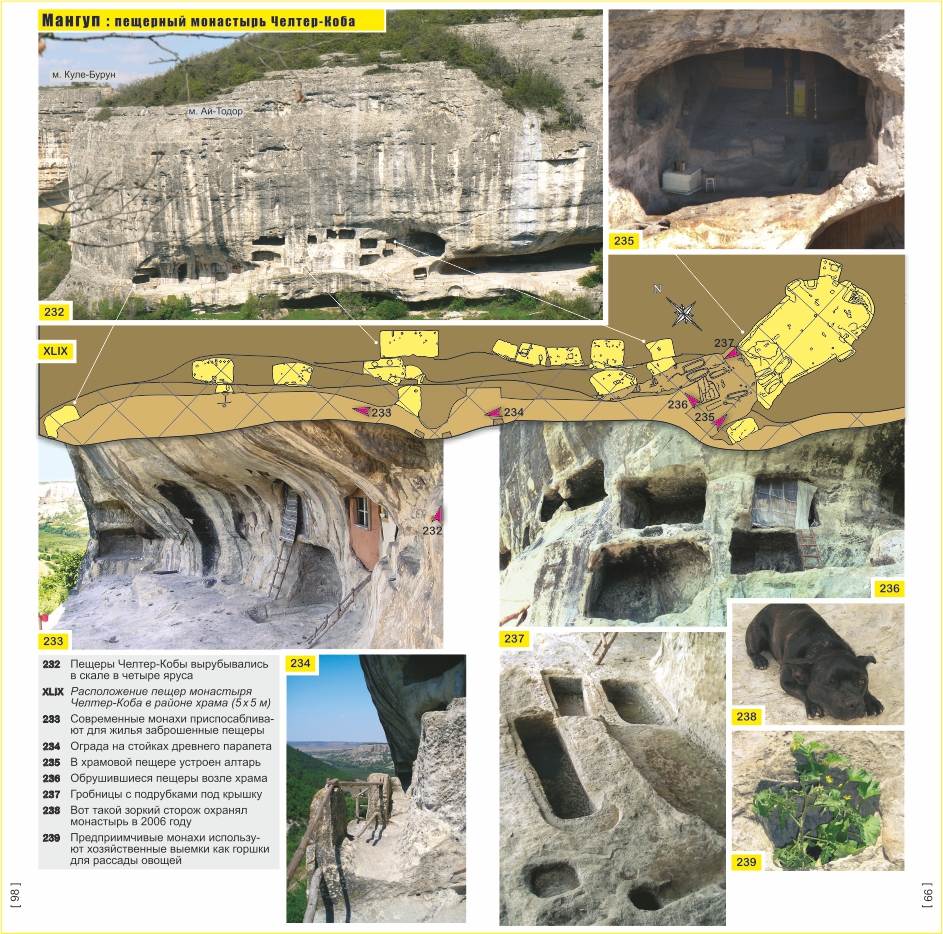 Мангуп : пещерный монастырь Челтер-Коба
м. Куле-Бурун
м. Ай-Тодор
232
235
XLIX
N
237
236
235
233
234
232
233
236
237
234
238
239
232 Пещеры Челтер-Кобы вырубывались
в скале в четыре яруса
XLIX Расположение пещер монастыря
Челтер-Коба в районе храма (5 x 5 м)
233 Современные монахи приспосаблива-
ют для жилья заброшенные пещеры
234 Ограда на стойках древнего парапета
235 В храмовой пещере устроен алтарь
236 Обрушившиеся пещеры возле храма
237 Гробницы с подрубками под крышку
238 Вот такой зоркий сторож охранял
монастырь в 2006 году
239 Предприимчивые монахи использу-
ют хозяйственные выемки как горшки
для рассады овощей
[ 98 ]
[ 99 ]